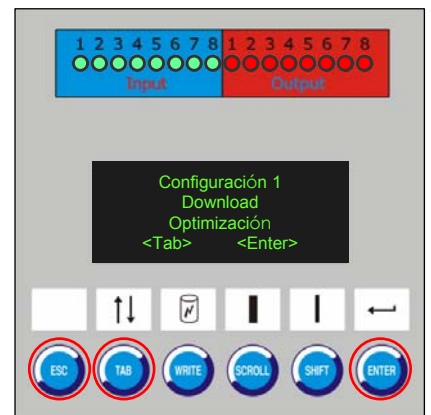 1 2 3 4 5 6 7 8 1 2 3 4 5 6 7 8
Input Output
Configuración 1
Download
Optimización
<Tab> <Enter>
ESC TAB WRITE SCROLL SHIFT ENTER